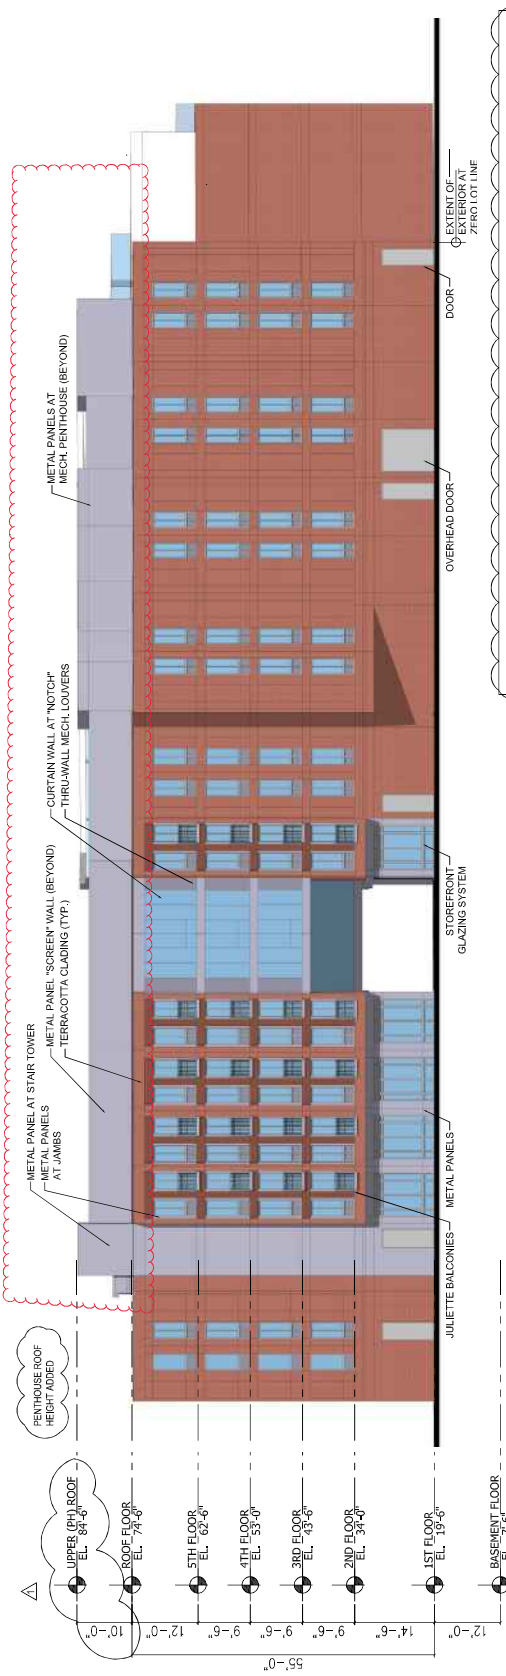 PENTHOUSE ROOF
HEIGHT ADDED
1
UPPER (PH) ROOF
EL. 84'-6"
ROOF FLOOR
EL. 74'-6"
5TH FLOOR
EL. 62'-6"
4TH FLOOR
EL. 53'-0"
3RD FLOOR
EL. 43'-6"
2ND FLOOR
EL. 34'-0"
1ST FLOOR
EL. 19'-6"
BASEMENT FLOOR
EL. 7'-6"
10'-0"
12'-0"
9'-6"
9'-6"
9'-6"
14'-6"
12'-0"
55'-0"
METAL PANEL AT STAIR TOWER
METAL PANELS
AT JAMBS
METAL PANEL "SCREEN" WALL (BEYOND)
TERRACOTTA CLADING (TYP.)
CURTAIN WALL AT "NOTCH"
THRU-WALL MECH. LOUVERS
METAL PANELS AT
MECH. PENTHOUSE (BEYOND)
JULIETTE BALCONIES
METAL PANELS
STOREFRONT
GLAZING SYSTEM
OVERHEAD DOOR
DOOR
EXTENT OF
EXTERIOR AT
ZERO LOT LINE